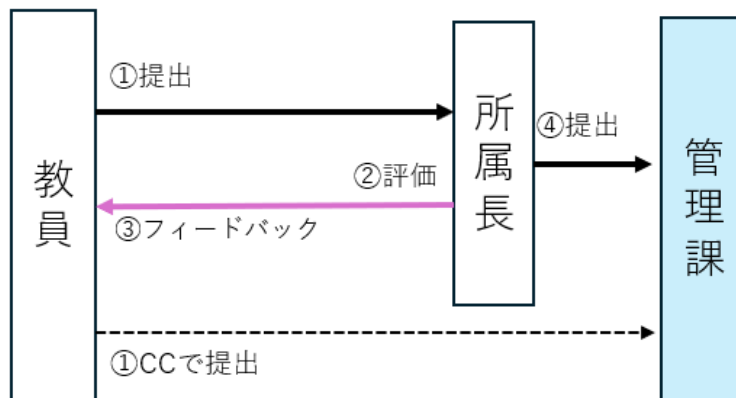 教員
①提出
②評価
③フィードバック
①CCで提出
所属長
④提出
管理課